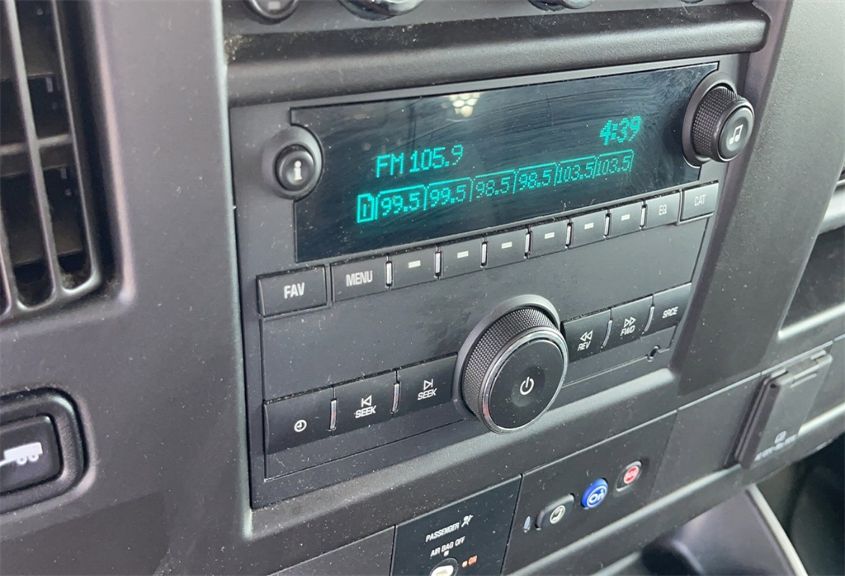 4:39
FM 105.9
1 99.5 99.5 98.5 98.5 103.5 103.5
i
FAV MENU EQ CAT
SEEK SEEK REV FWD SRCE
PASSENGER
AIR BAG OFF
ON